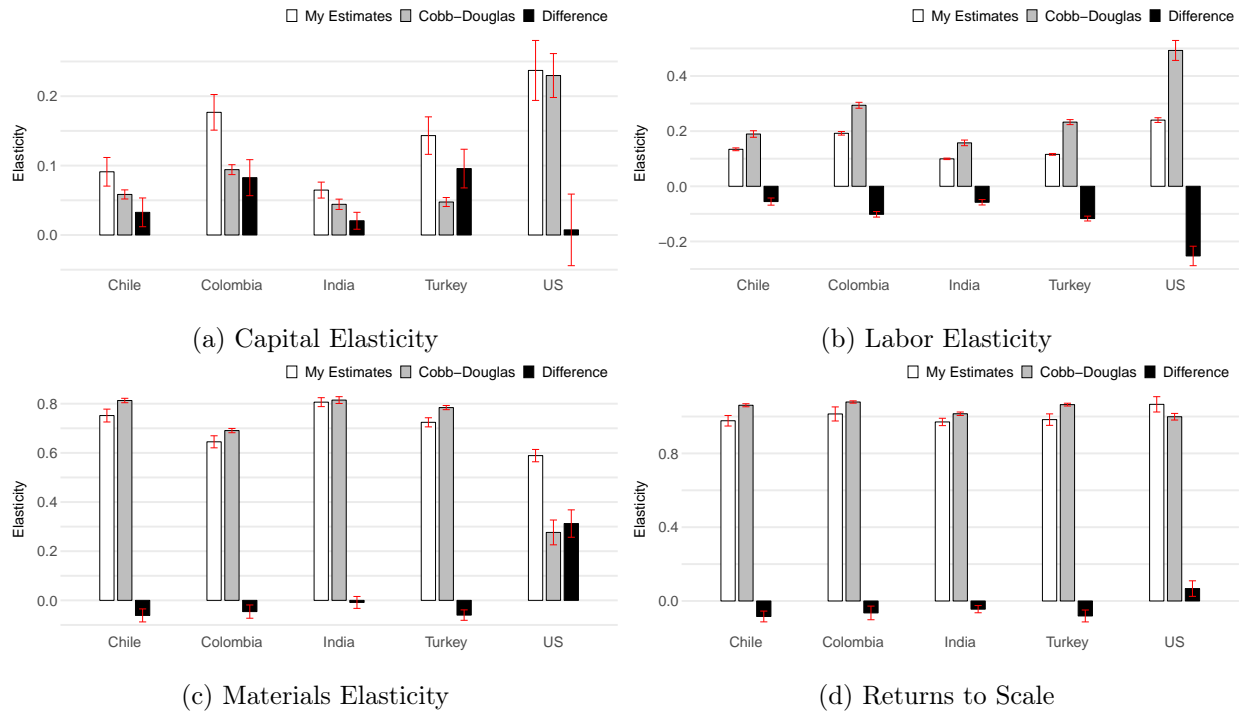 My Estimates Cobb−Douglas Difference
Elasticity
0.2
0.1
0.0
Chile Colombia India Turkey US
(a) Capital Elasticity
My Estimates Cobb−Douglas Difference
Elasticity
0.4
0.2
0.0
−0.2
Chile Colombia India Turkey US
(b) Labor Elasticity
My Estimates Cobb−Douglas Difference
Elasticity
0.8
0.6
0.4
0.2
0.0
Chile Colombia India Turkey US
(c) Materials Elasticity
My Estimates Cobb−Douglas Difference
Elasticity
0.8
0.4
0.0
Chile Colombia India Turkey US
(d) Returns to Scale